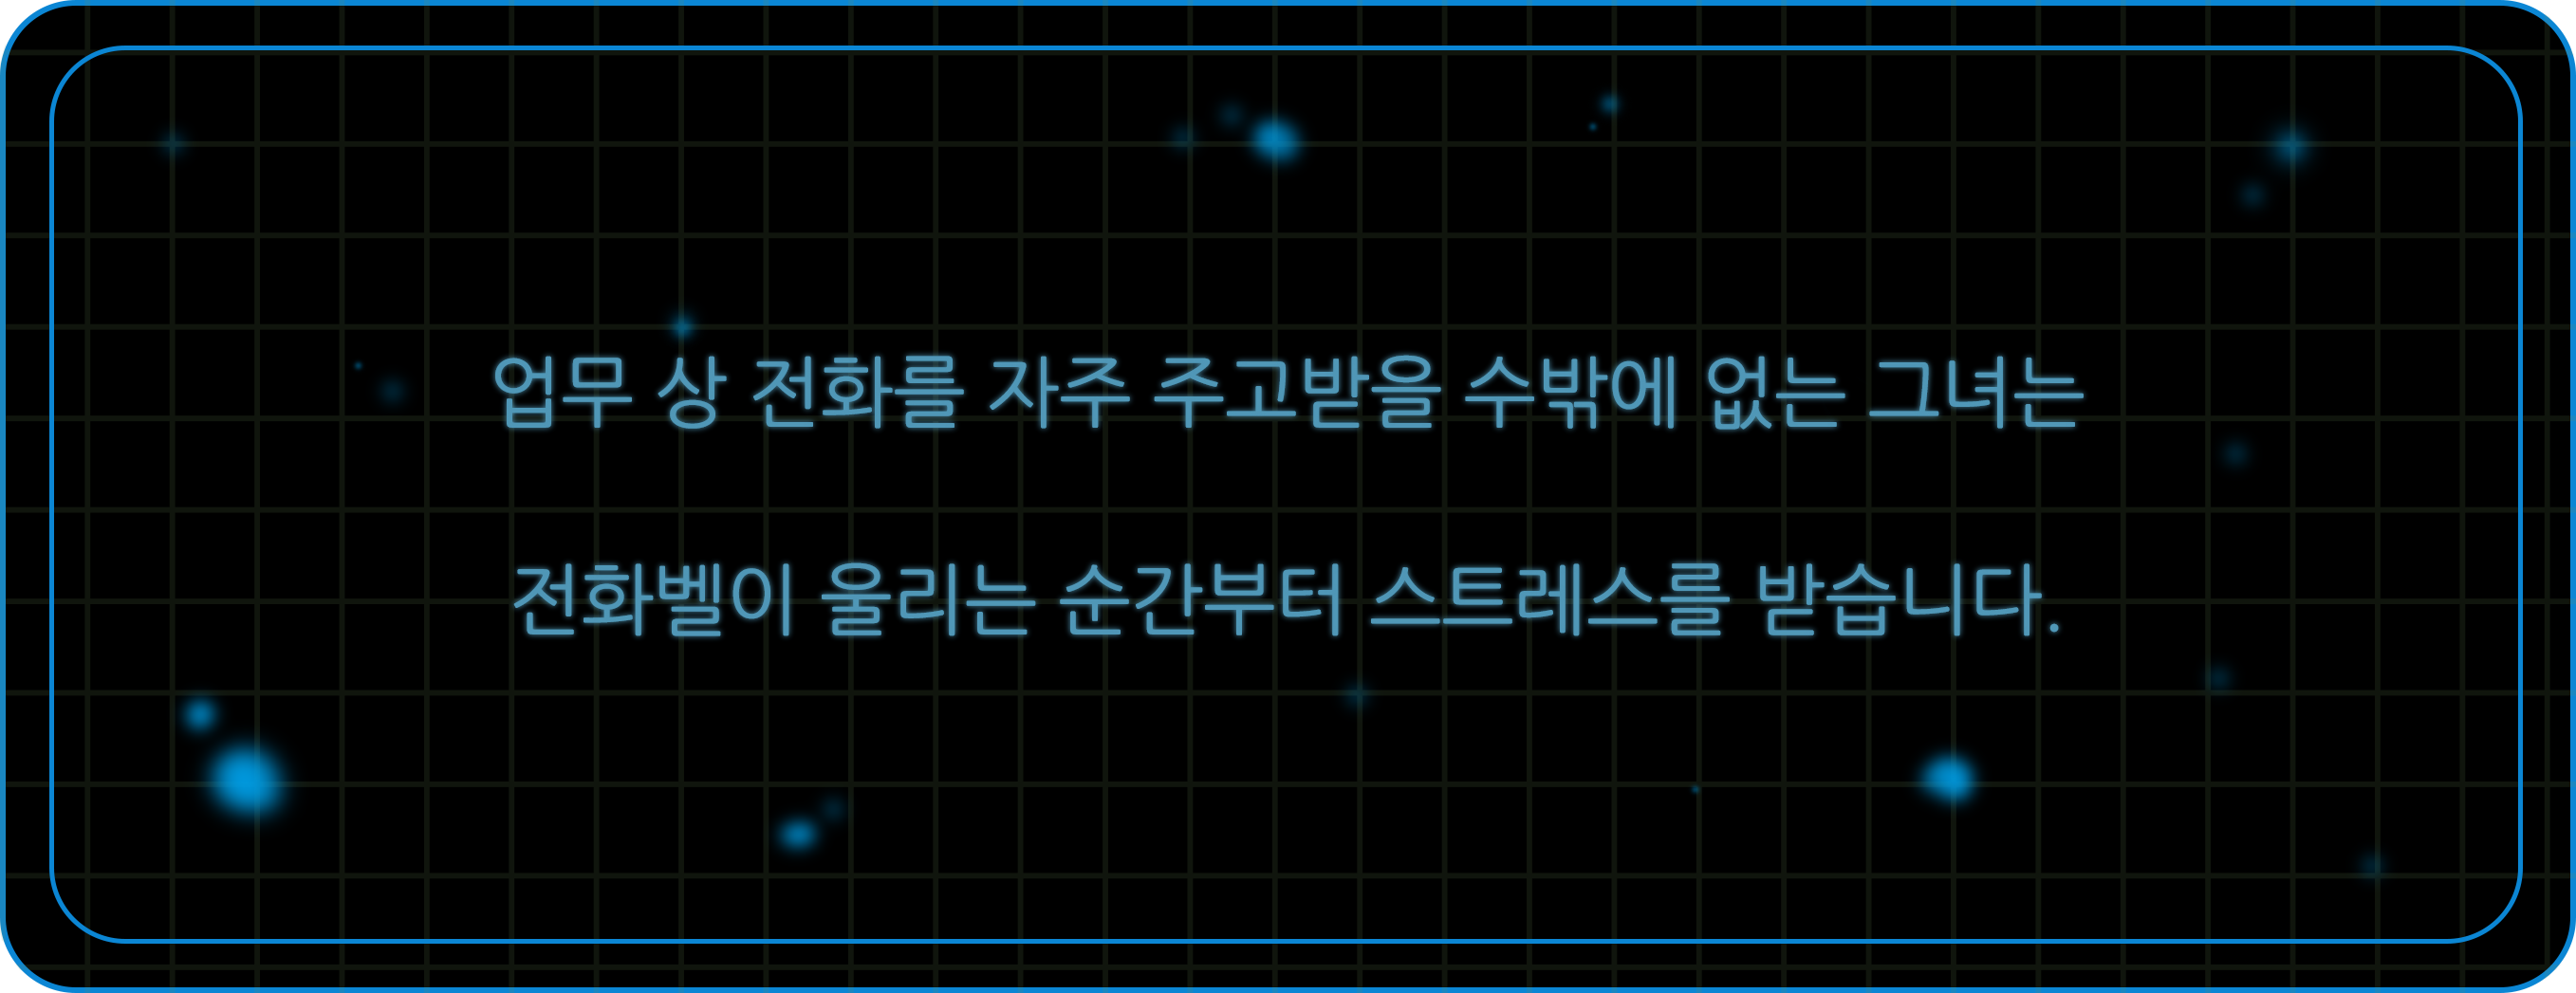 업무 상 전화를 자주 주고받을 수밖에 없는 그녀는
전화벨이 울리는 순간부터 스트레스를 받습니다.